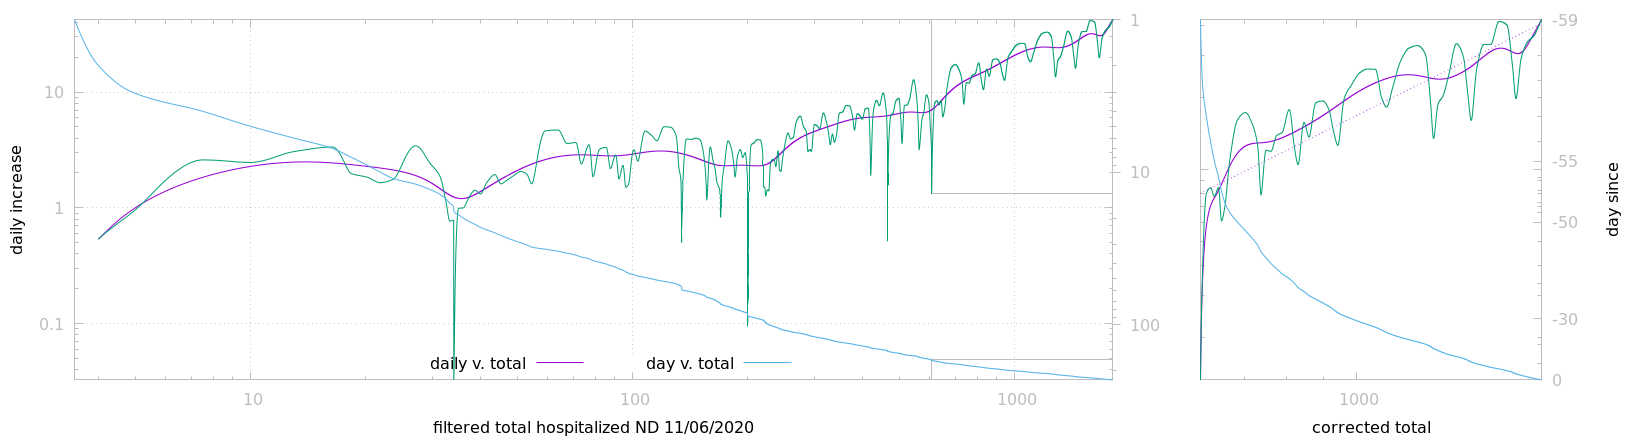 daily increase
10
1
0.1
10
100
1000
1
10
100
daily v. total
day v. total
filtered total hospitalized ND 11/06/2020
-59
-55
-50
-30
0
1000
day since
corrected total